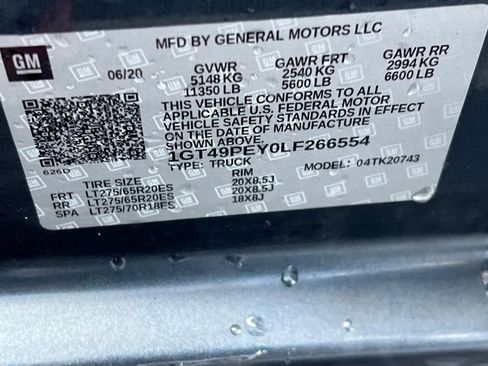 MFD BY GENERAL MOTORS LLC
GM
06/20 GVWR GAWR FRT GAWR RR
5148 KG 2540 KG 2994 KG
11350 LB 5600 LB 6600 LB
THIS VEHICLE CONFORMS TO ALL
APPLICABLE U.S. FEDERAL MOTOR
VEHICLE SAFETY STANDARDS IN EFFECT
ON THE DATE OF MANUFACTURE SHOWN ABOVE.
1GT49PEY0LF266554
626D TYPE: TRUCK MODEL: 04TK20743
TIRE SIZE RIM
FRT LT275/65R20ES 20X8.5J
RR LT275/65R20ES 20X8.5J
SPA LT275/70R18ES 18X8J